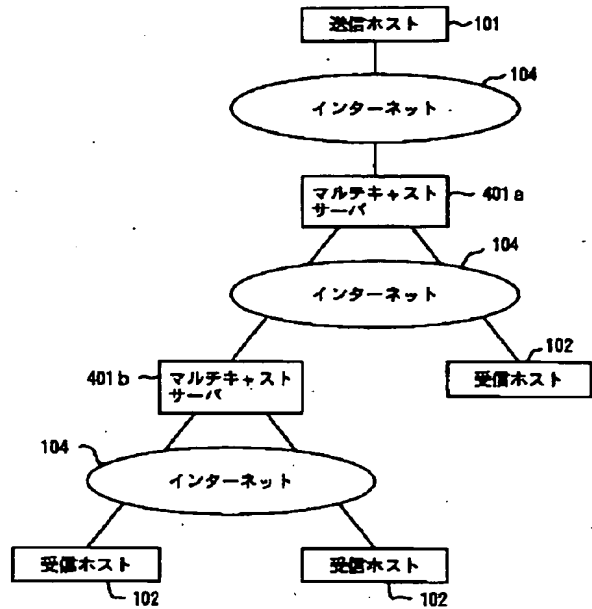 送信ホスト
101
104
インターネット
マルチキャスト
サーバ
401a
104
インターネット
102
401b
マルチキャスト
サーバ
受信ホスト
104
インターネット
受信ホスト
受信ホスト
102
102